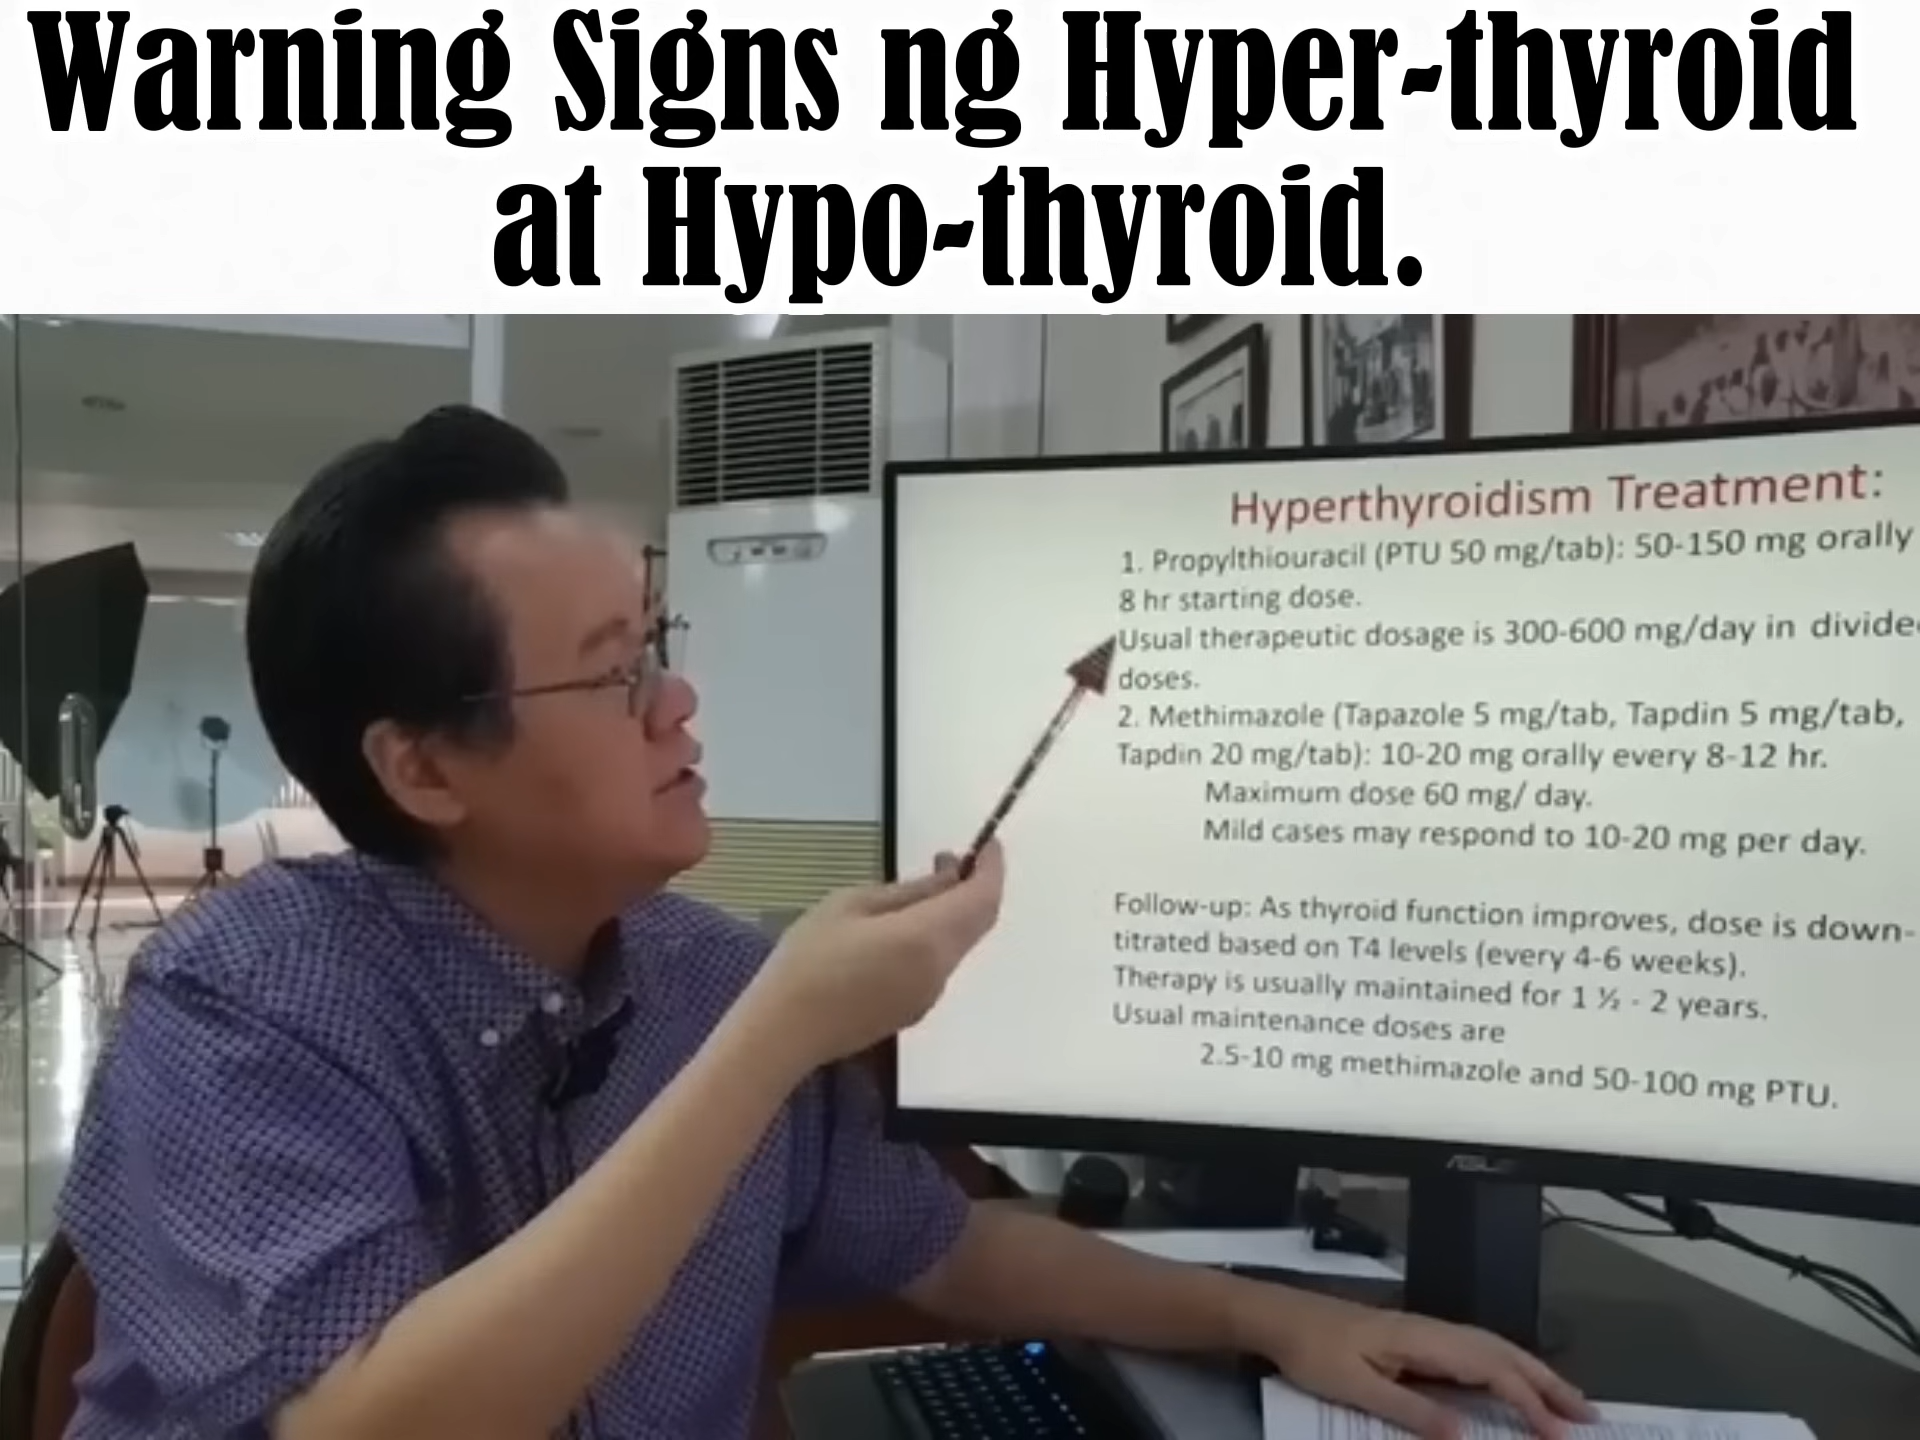 Warning Signs ng Hyper-thyroid
at Hypo-thyroid.
Hyperthyroidism Treatment:
1. Propylthiouracil (PTU 50 mg/tab): 50-150 mg orally
8 hr starting dose.
Usual therapeutic dosage is 300-600 mg/day in divide
doses.
2. Methimazole (Tapazole 5 mg/tab, Tapdin 5 mg/tab,
Tapdin 20 mg/tab): 10-20 mg orally every 8-12 hr.
Maximum dose 60 mg/ day.
Mild cases may respond to 10-20 mg per day.
Follow-up: As thyroid function improves, dose is down-
titrated based on T4 levels (every 4-6 weeks).
Therapy is usually maintained for 1 ½ - 2 years.
Usual maintenance doses are
2.5-10 mg methimazole and 50-100 mg PTU.
ASUS